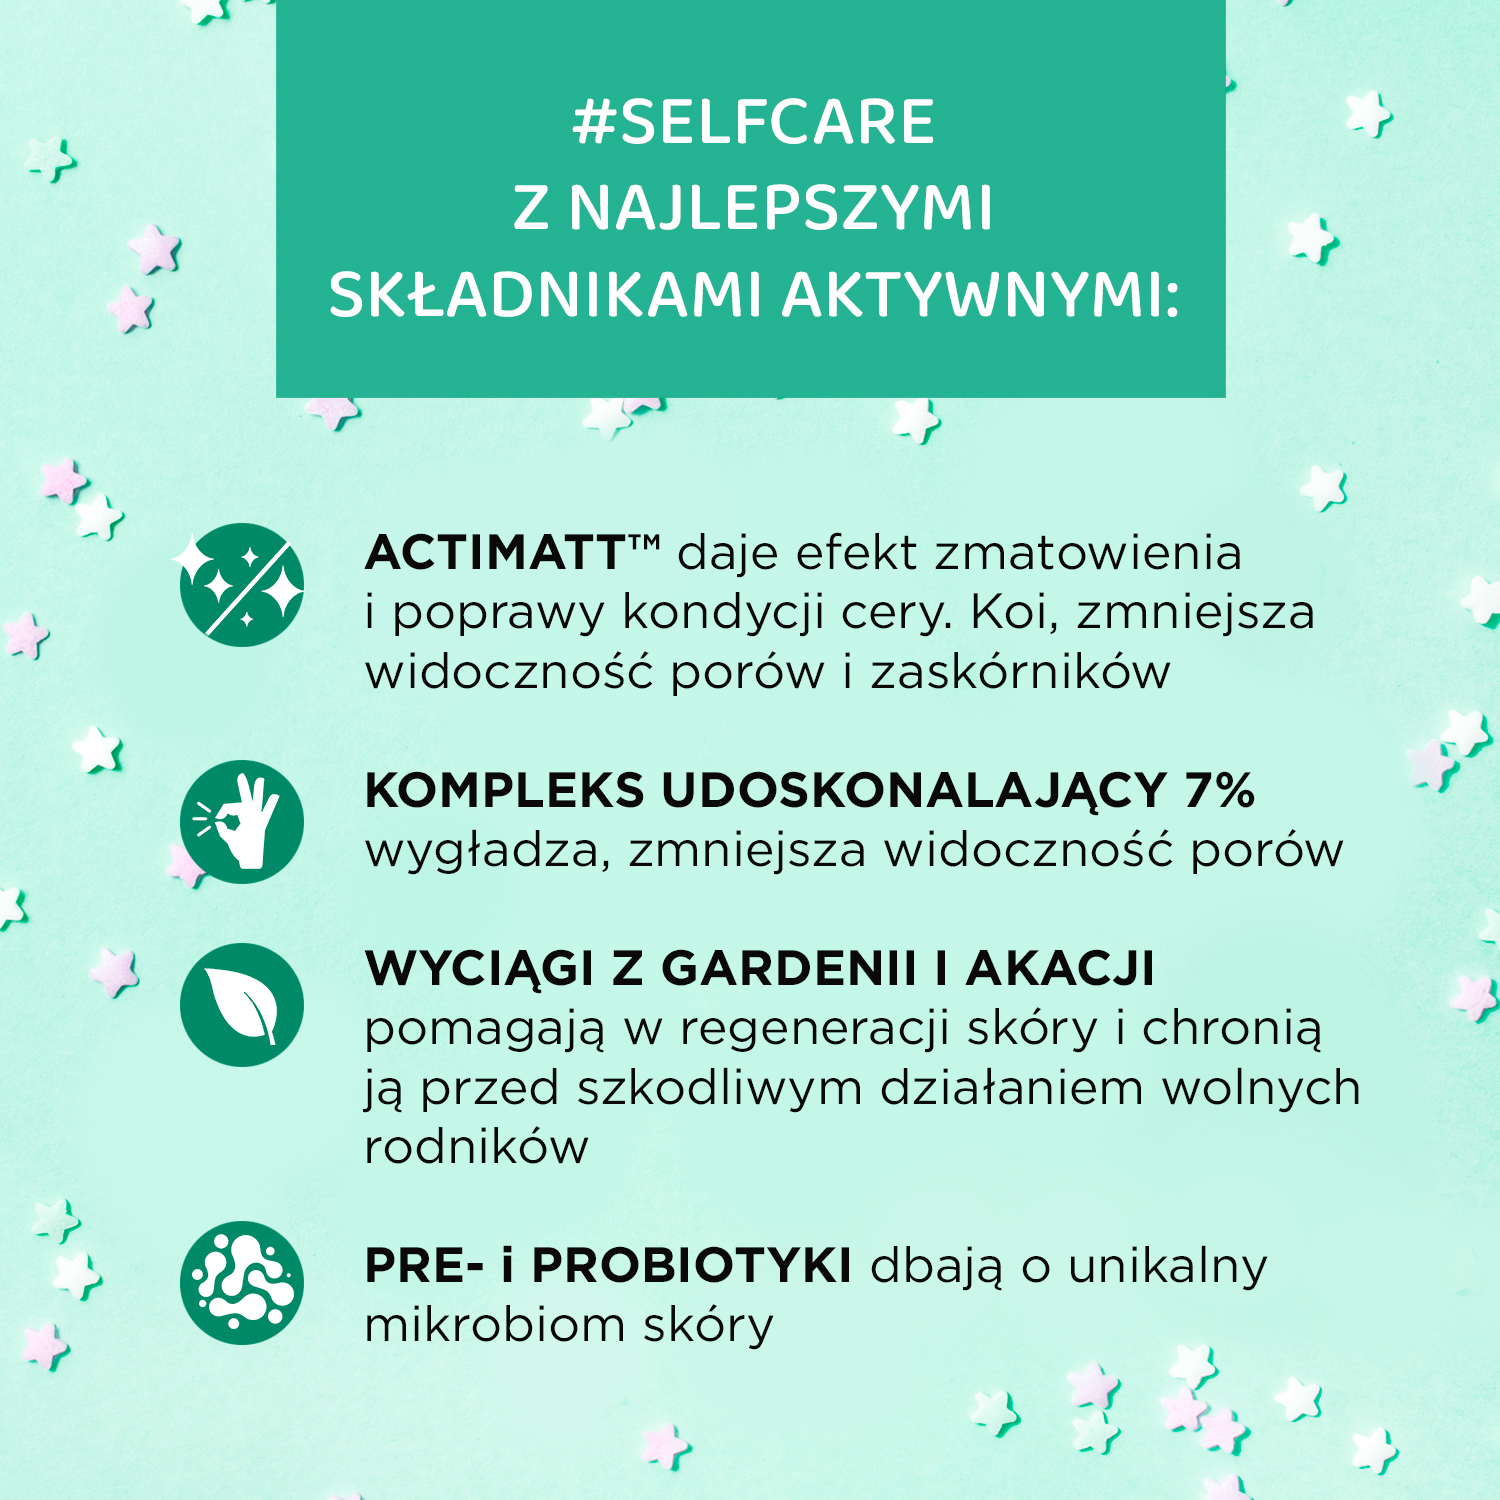 #SELFCARE
Z NAJLEPSZYMI
SKŁADNIKAMI AKTYWNYMI:
ACTIMATT™ daje efekt zmatowienia
i poprawy kondycji cery. Koi, zmniejsza
widoczność porów i zaskórników
KOMPLEKS UDOSKONALAJĄCY 7%
wygładza, zmniejsza widoczność porów
WYCIĄGI Z GARDENII I AKACJI
pomagają w regeneracji skóry i chronią
ją przed szkodliwym działaniem wolnych
rodników
PRE- i PROBIOTYKI dbają o unikalny
mikrobiom skóry